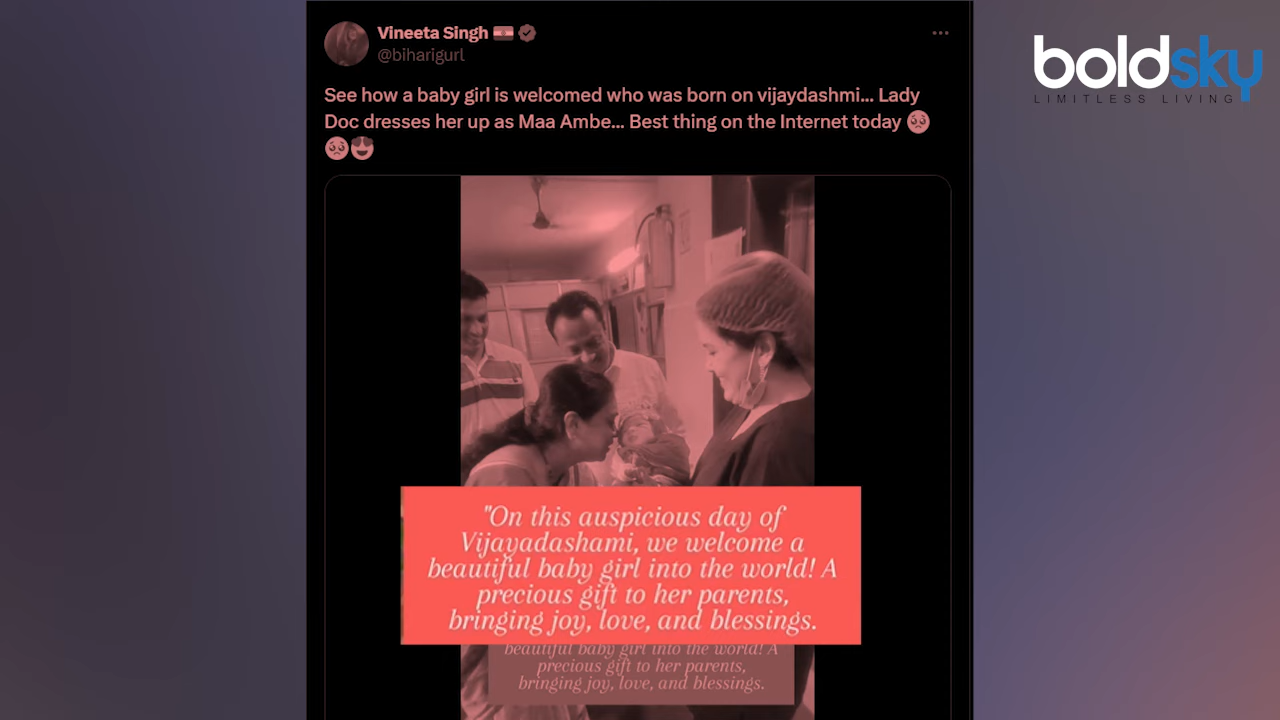 Vineeta Singh
@biharigurl
boldsky
LIMITLESS LIVING
See how a baby girl is welcomed who was born on vijaydashmi... Lady
Doc dresses her up as Maa Ambe... Best thing on the Internet today
"On this auspicious day of
Vijayadashami, we welcome a
beautiful baby girl into the world! A
precious gift to her parents,
bringing joy, love, and blessings.
beautiful baby girl into the world! A
precious gift to her parents,
bringing joy, love, and blessings.